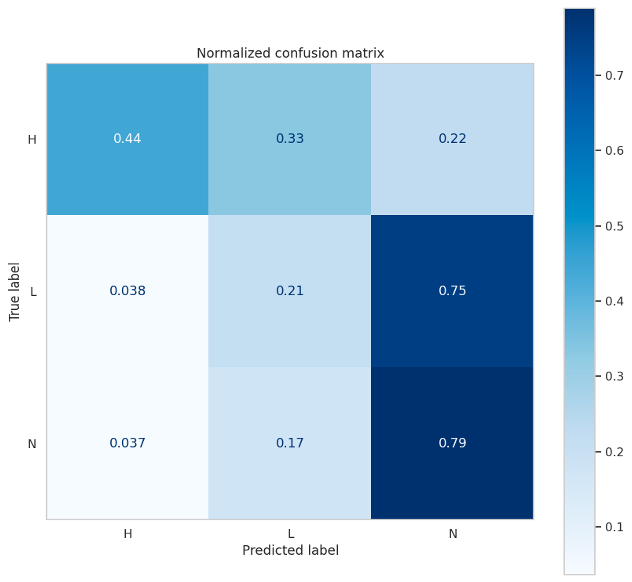 Normalized confusion matrix
H 0.44 0.33 0.22
L 0.038 0.21 0.75
N 0.037 0.17 0.79
H L N
Predicted label
True label
0.7
0.6
0.5
0.4
0.3
0.2
0.1